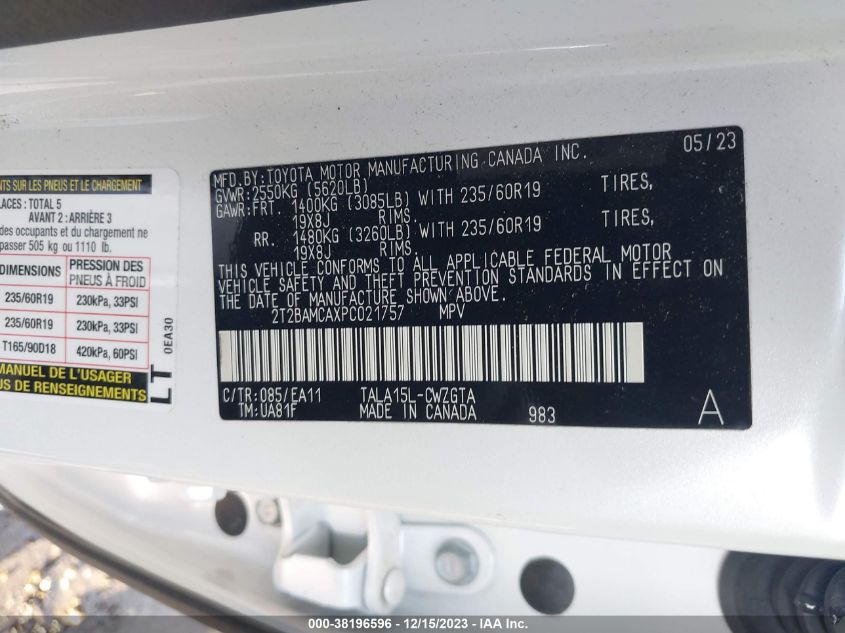 NTS SUR LES PNEUS ET LE CHARGEMENT
LACES : TOTAL 5
AVANT 2 : ARRIÈRE 3
des occupants et du chargement ne
passer 505 kg ou 1110 lb.
DIMENSIONS PRESSION DES PNEUS À FROID
235/60R19 230kPa, 33PSI
235/60R19 230kPa, 33PSI
T165/90D18 420kPa, 60PSI
MANUEL DE L'USAGER
US DE RENSEIGNEMENTS
LT 0EA30
MFD.BY:TOYOTA MOTOR MANUFACTURING CANADA INC. 05/23
GVWR:2550KG (5620LB)
GAWR:FRT. 1400KG (3085LB) WITH 235/60R19 TIRES,
19X8J RIMS.
RR. 1480KG (3260LB) WITH 235/60R19 TIRES,
19X8J RIMS.
THIS VEHICLE CONFORMS TO ALL APPLICABLE FEDERAL MOTOR
VEHICLE SAFETY AND THEFT PREVENTION STANDARDS IN EFFECT ON
THE DATE OF MANUFACTURE SHOWN ABOVE.
2T2BAMCAXPC021757 MPV
C/TR:085/EA11 TALA15L-CWZGTA
TM:UA81F MADE IN CANADA 983 A
000-38196596 - 12/15/2023 - IAA Inc.